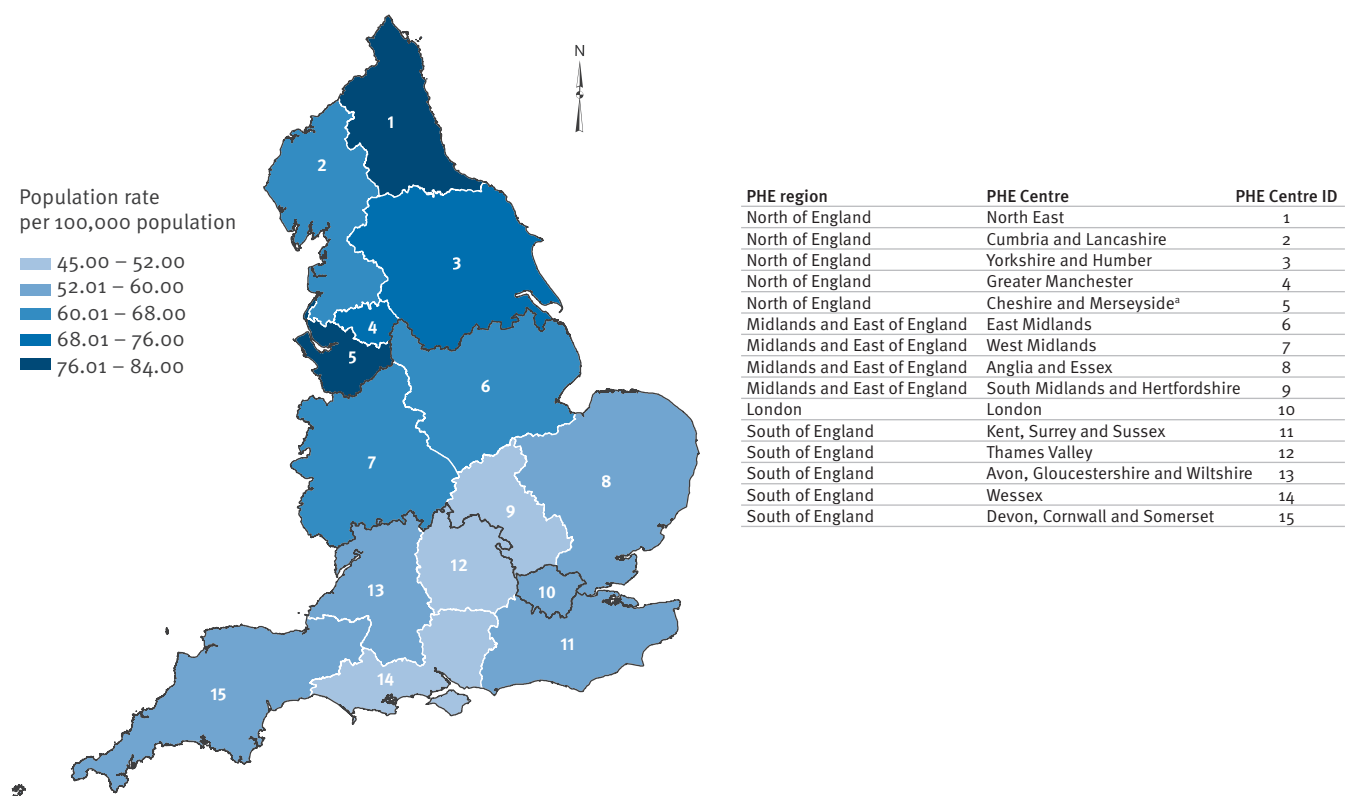 N
1
2
3
4
5
6
7
8
9
10
11
12
13
14
15
Population rate
per 100,000 population
45.00 – 52.00
52.01 – 60.00
60.01 – 68.00
68.01 – 76.00
76.01 – 84.00
PHE region PHE Centre PHE Centre ID
North of England North East 1
North of England Cumbria and Lancashire 2
North of England Yorkshire and Humber 3
North of England Greater Manchester 4
North of England Cheshire and Merseysideᵃ 5
Midlands and East of England East Midlands 6
Midlands and East of England West Midlands 7
Midlands and East of England Anglia and Essex 8
Midlands and East of England South Midlands and Hertfordshire 9
London London 10
South of England Kent, Surrey and Sussex 11
South of England Thames Valley 12
South of England Avon, Gloucestershire and Wiltshire 13
South of England Wessex 14
South of England Devon, Cornwall and Somerset 15